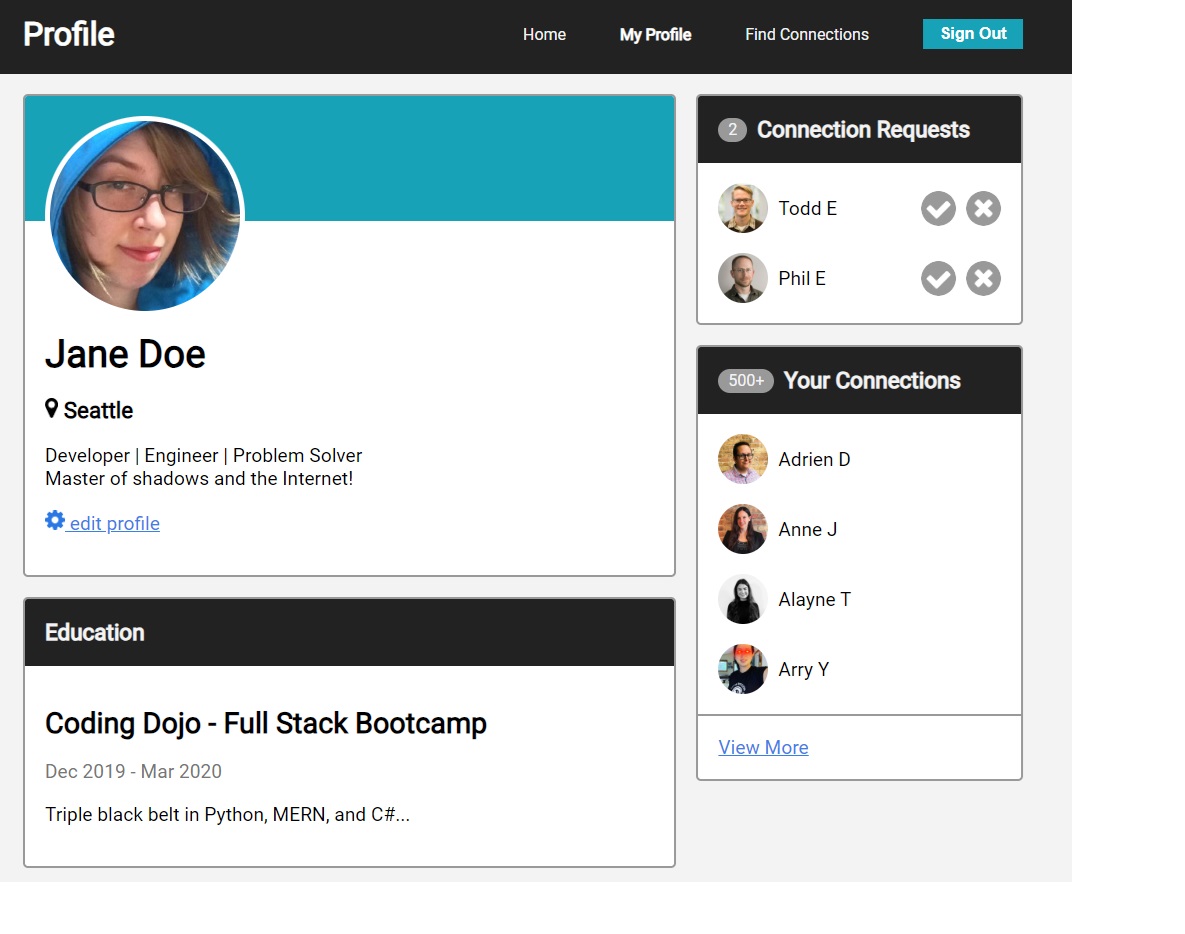 Profile
Home
My Profile
Find Connections
Sign Out
Jane Doe
Seattle
Developer | Engineer | Problem Solver
Master of shadows and the Internet!
edit profile
Education
Coding Dojo - Full Stack Bootcamp
Dec 2019 - Mar 2020
Triple black belt in Python, MERN, and C#...
2 Connection Requests
Todd E
Phil E
500+ Your Connections
Adrien D
Anne J
Alayne T
Arry Y
View More